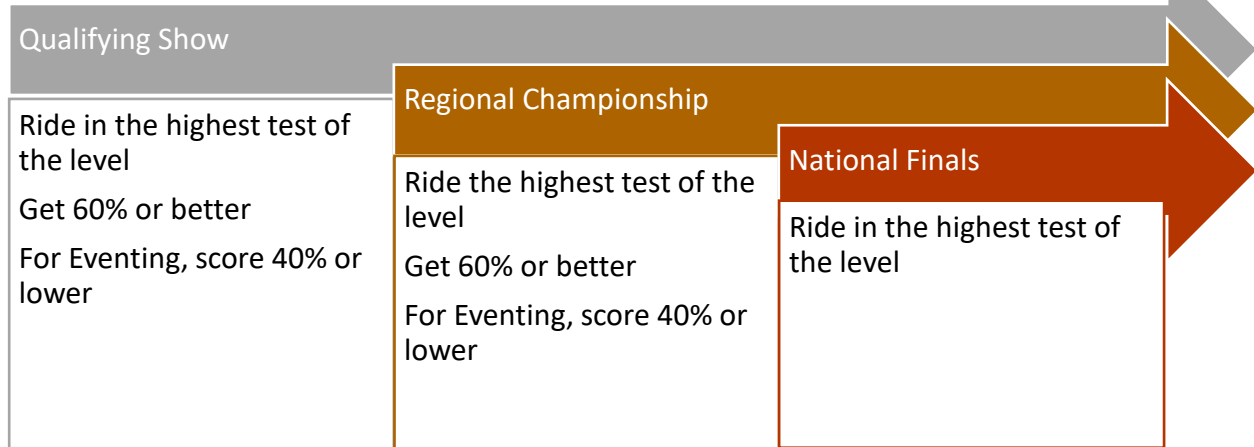 Qualifying Show
Ride in the highest test of
the level
Get 60% or better
For Eventing, score 40% or
lower
Regional Championship
Ride the highest test of the
level
Get 60% or better
For Eventing, score 40% or
lower
National Finals
Ride in the highest test of
the level